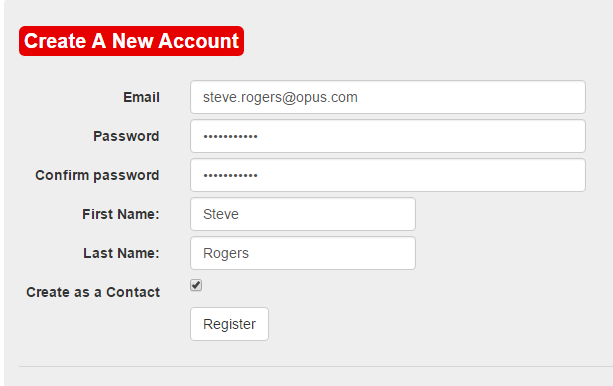 Create A New Account
Email steve.rogers@opus.com
Password •••••••••••
Confirm password •••••••••••
First Name: Steve
Last Name: Rogers
Create as a Contact
Register